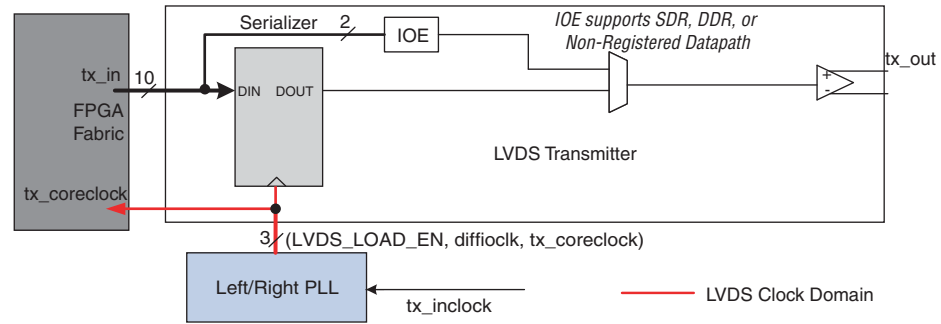 Serializer
2
IOE
IOE supports SDR, DDR, or
Non-Registered Datapath
tx_in
10
FPGA
Fabric
DIN
DOUT
+
-
tx_out
LVDS Transmitter
tx_coreclock
3
(LVDS_LOAD_EN, diffioclk, tx_coreclock)
Left/Right PLL
tx_inclock
LVDS Clock Domain